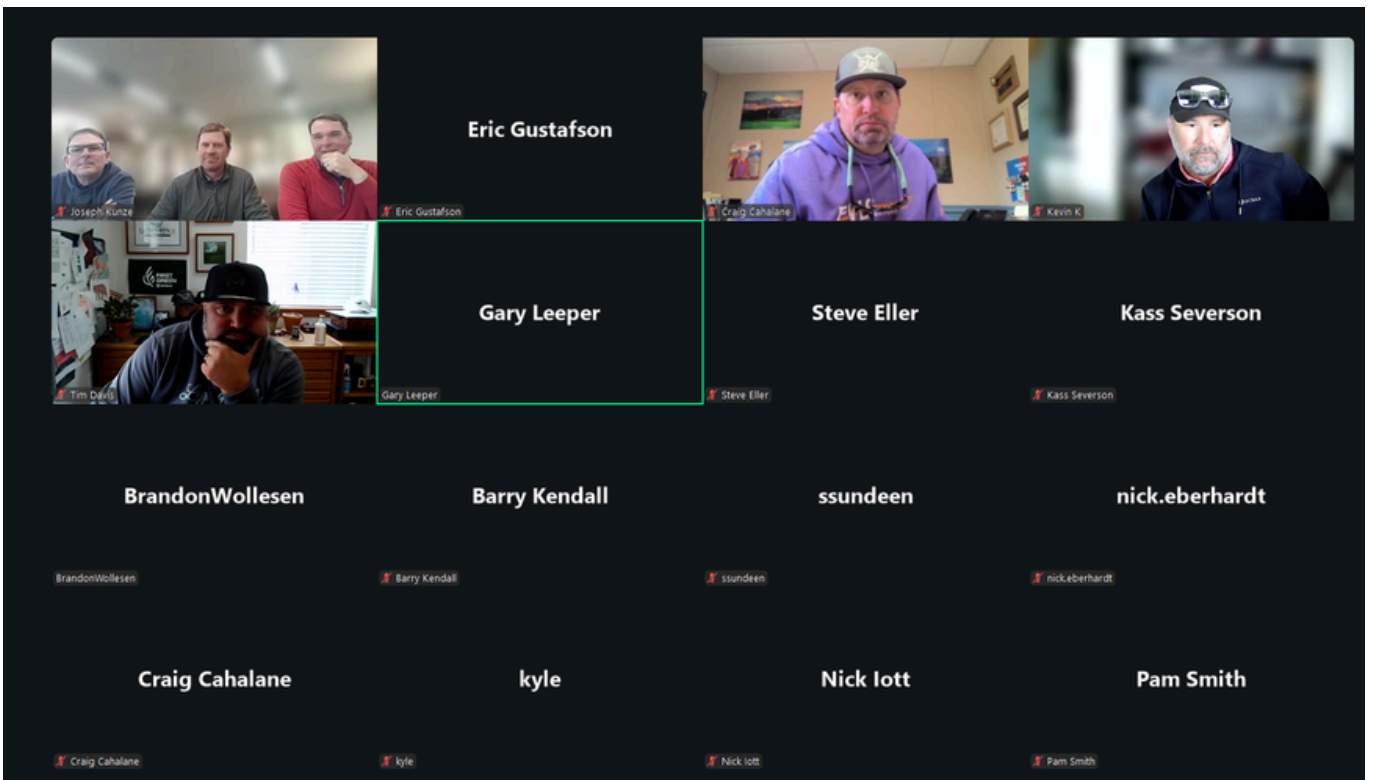 Joseph Kunze
Eric Gustafson
Eric Gustafson
Craig Cahalane
Kevin K
FIRST
GREEN
Tim Davis
Gary Leeper
Gary Leeper
Steve Eller
Steve Eller
Kass Severson
Kass Severson
BrandonWollesen
BrandonWollesen
Barry Kendall
Barry Kendall
ssundeen
ssundeen
nick.eberhardt
nick.eberhardt
Craig Cahalane
Craig Cahalane
kyle
kyle
Nick Iott
Nick Iott
Pam Smith
Pam Smith